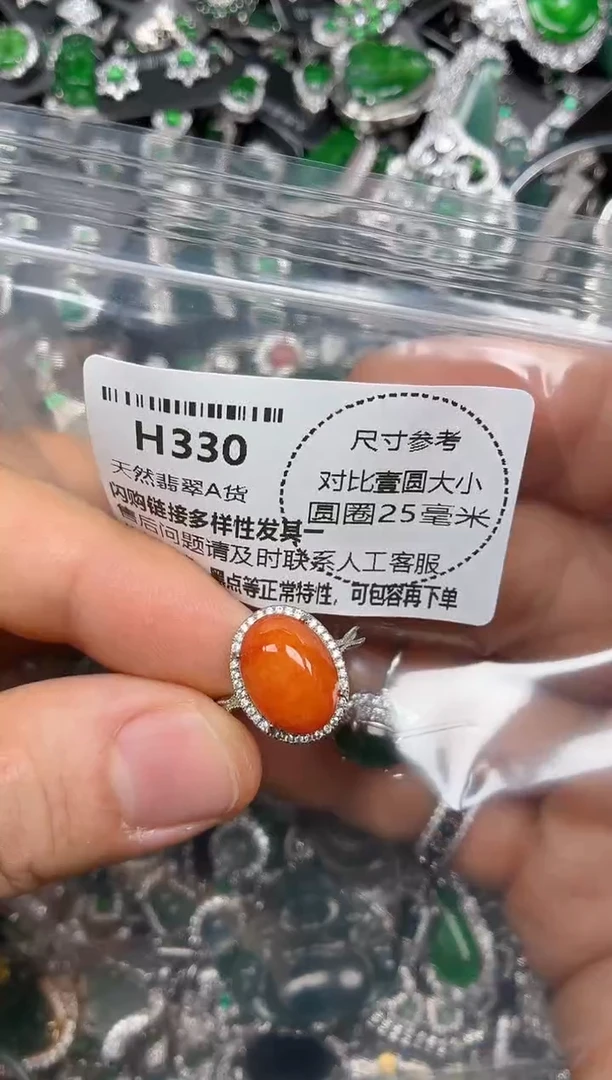 H330
天然翡翠A货
闪购链接多样性发其一
售后问题请及时联系人工客服
点等正常特性，可包容再下单
尺寸参考
对比壹圆大小
圆圈25毫米